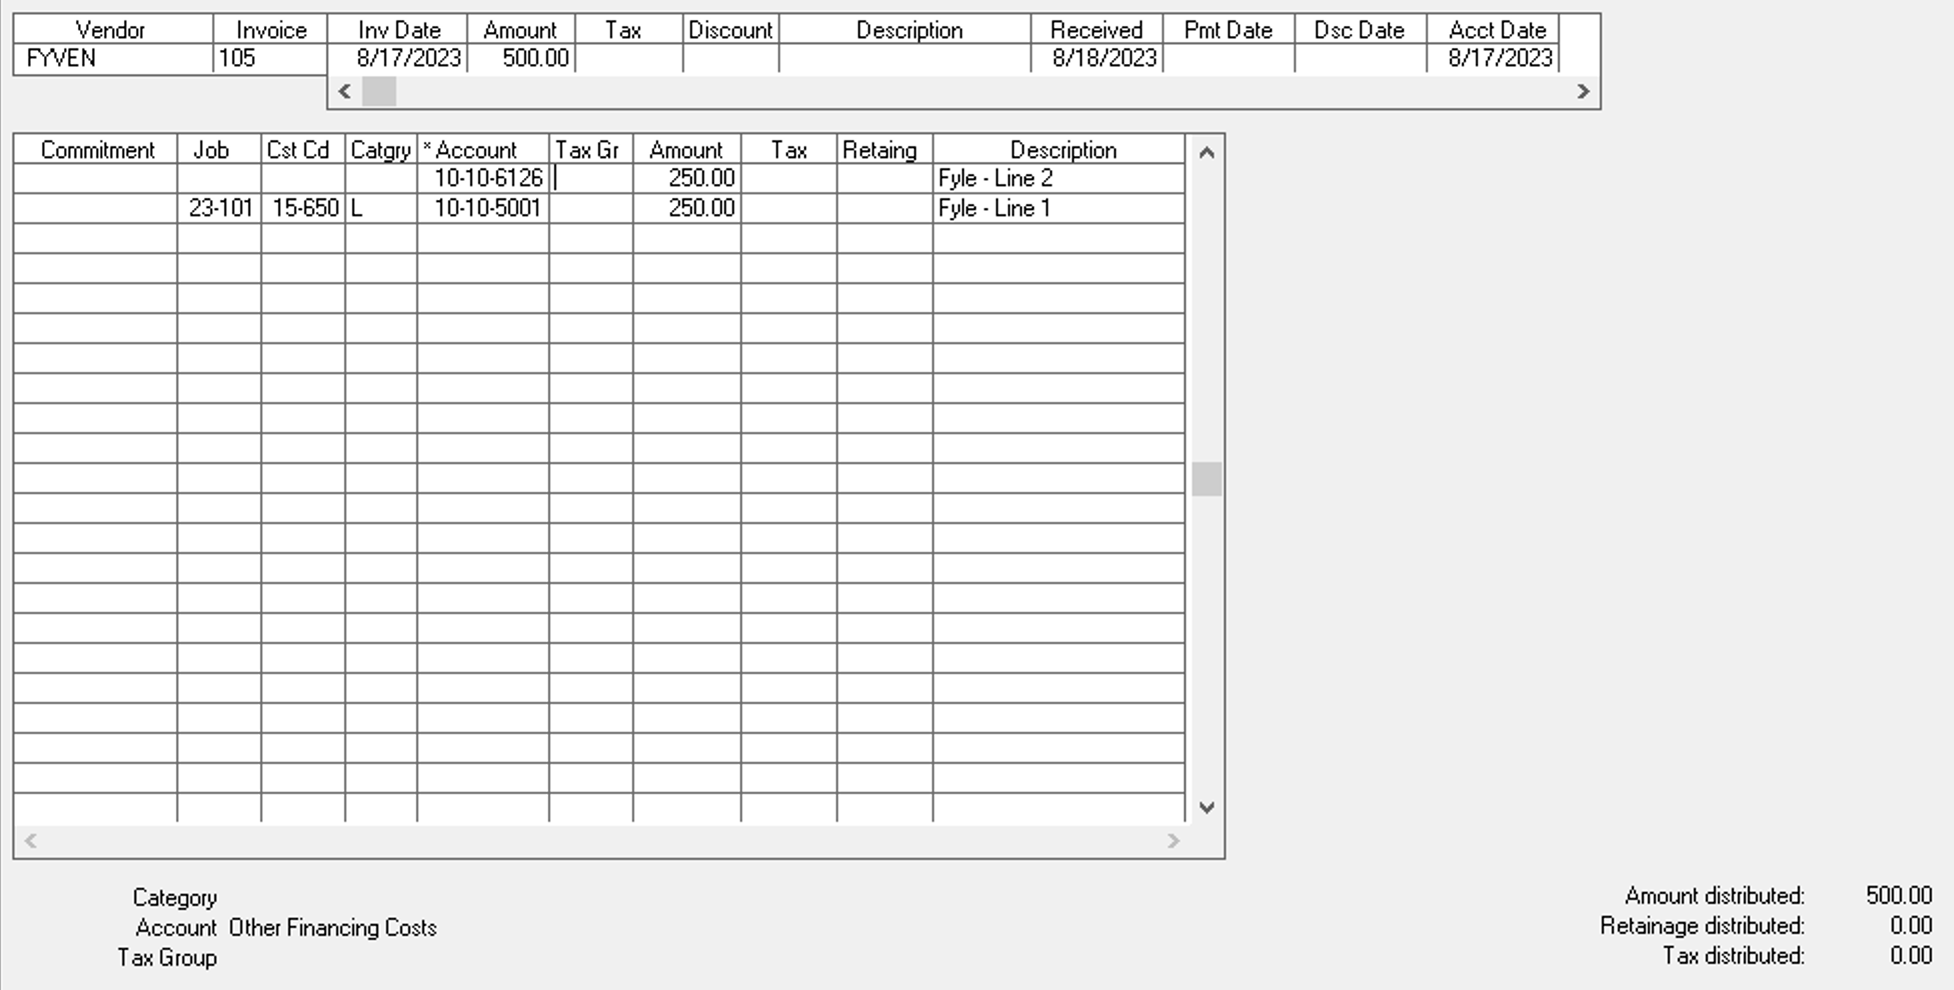 Vendor Invoice Inv Date Amount Tax Discount Description Received Pmt Date Dsc Date Acct Date
FYVEN 105 8/17/2023 500.00 8/18/2023 8/17/2023
Commitment Job Cst Cd Catgry * Account Tax Gr Amount Tax Retaing Description
10-10-6126 250.00 Fyle - Line 2
23-101 15-650 L 10-10-5001 250.00 Fyle - Line 1
Category
Account Other Financing Costs
Tax Group
Amount distributed: 500.00
Retainage distributed: 0.00
Tax distributed: 0.00